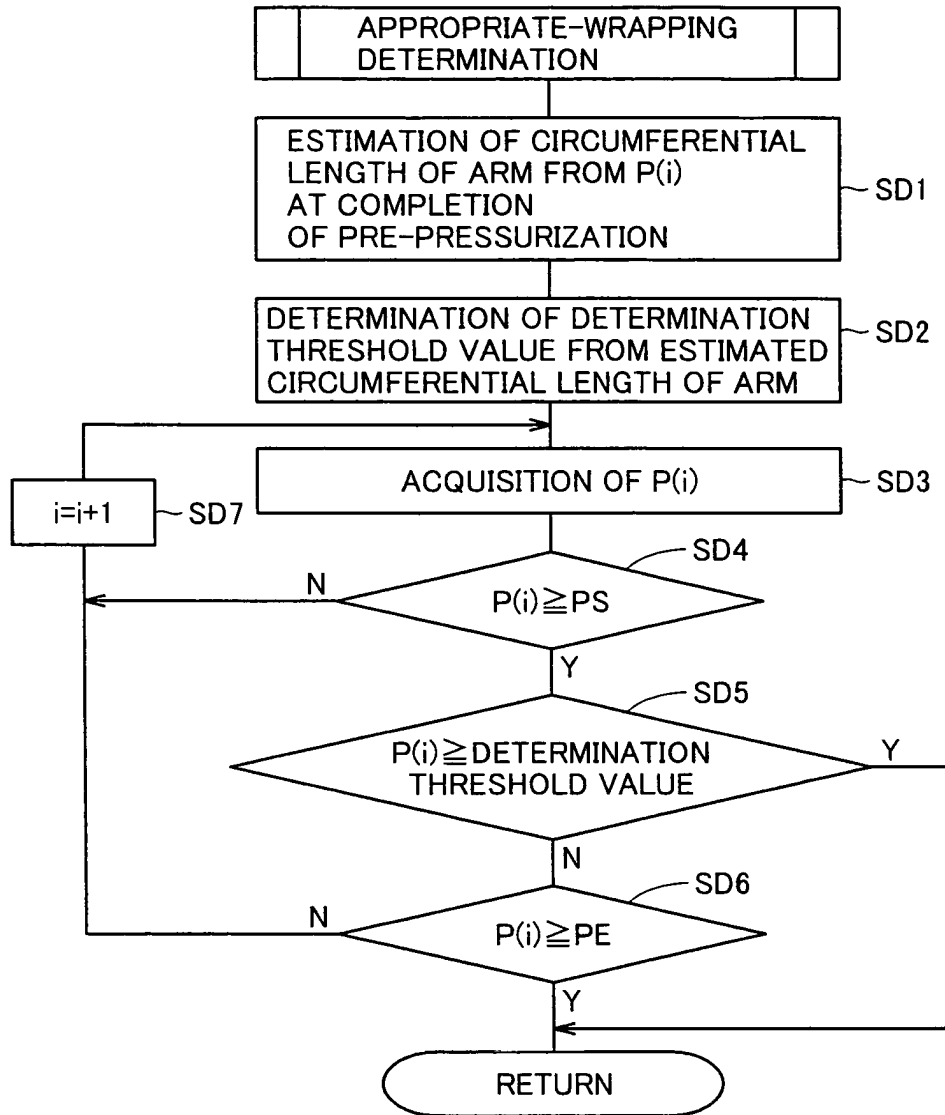 APPROPRIATE-WRAPPING
DETERMINATION
ESTIMATION OF CIRCUMFERENTIAL
LENGTH OF ARM FROM P(i)
AT COMPLETION
OF PRE-PRESSURIZATION
SD1
DETERMINATION OF DETERMINATION
THRESHOLD VALUE FROM ESTIMATED
CIRCUMFERENTIAL LENGTH OF ARM
SD2
ACQUISITION OF P(i)
SD3
i=i+1
SD7
SD4
N
P(i)≧PS
Y
SD5
P(i)≧DETERMINATION
THRESHOLD VALUE
Y
N
SD6
N
P(i)≧PE
Y
RETURN